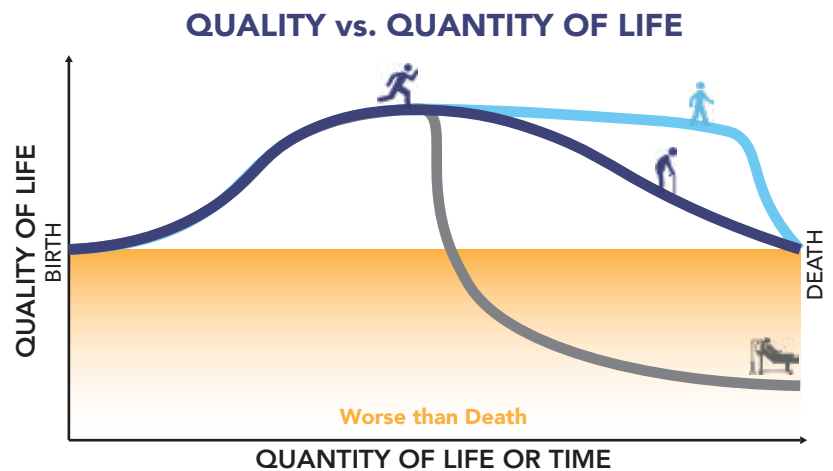 QUALITY vs. QUANTITY OF LIFE
QUALITY OF LIFE
BIRTH
DEATH
Worse than Death
QUANTITY OF LIFE OR TIME